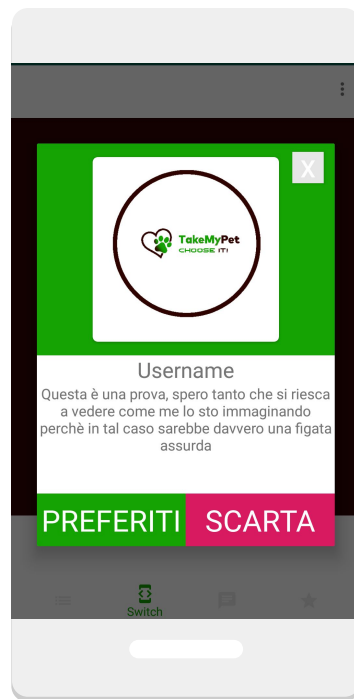 X
TakeMyPet
CHOOSE IT!
Username
Questa è una prova, spero tanto che si riesca
a vedere come me lo sto immaginando
perchè in tal caso sarebbe davvero una figata
assurda
PREFERITI SCARTA
Switch